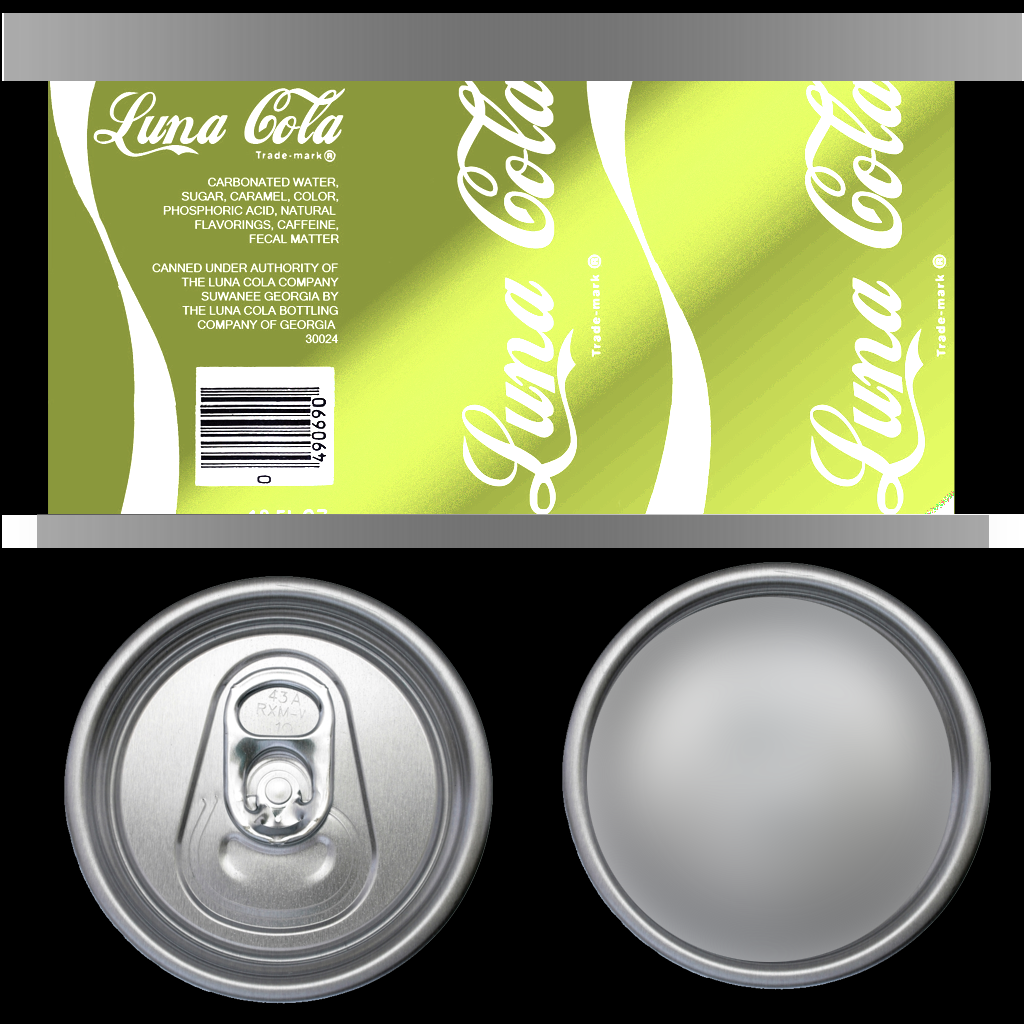 Luna Cola
Trade-mark®
CARBONATED WATER,
SUGAR, CARAMEL, COLOR,
PHOSPHORIC ACID, NATURAL
FLAVORINGS, CAFFEINE,
FECAL MATTER
CANNED UNDER AUTHORITY OF
THE LUNA COLA COMPANY
SUWANEE GEORGIA BY
THE LUNA COLA BOTTLING
COMPANY OF GEORGIA
30024
490690
0
Luna Cola
Trade-mark ®
Luna Cola
Trade-mark ®
43A